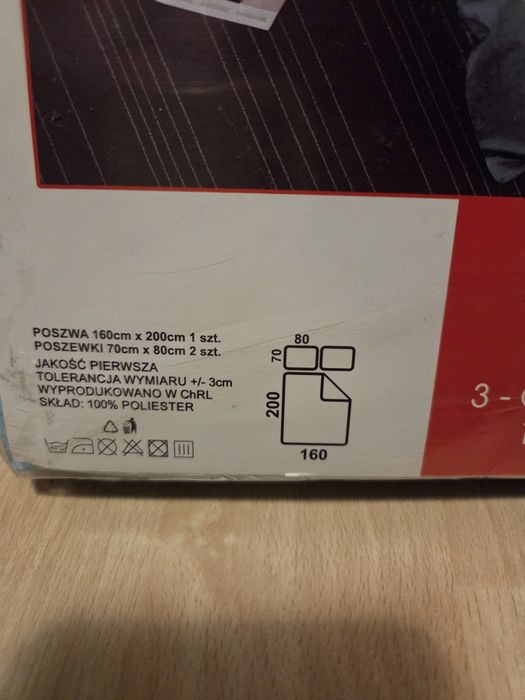 POSZWA 160cm x 200cm 1 szt.
POSZEWKI 70cm x 80cm 2 szt.
JAKOŚĆ PIERWSZA
TOLERANCJA WYMIARU +/- 3cm
WYPRODUKOWANO W ChRL
SKŁAD: 100% POLIESTER
80
70
200
160
3 -